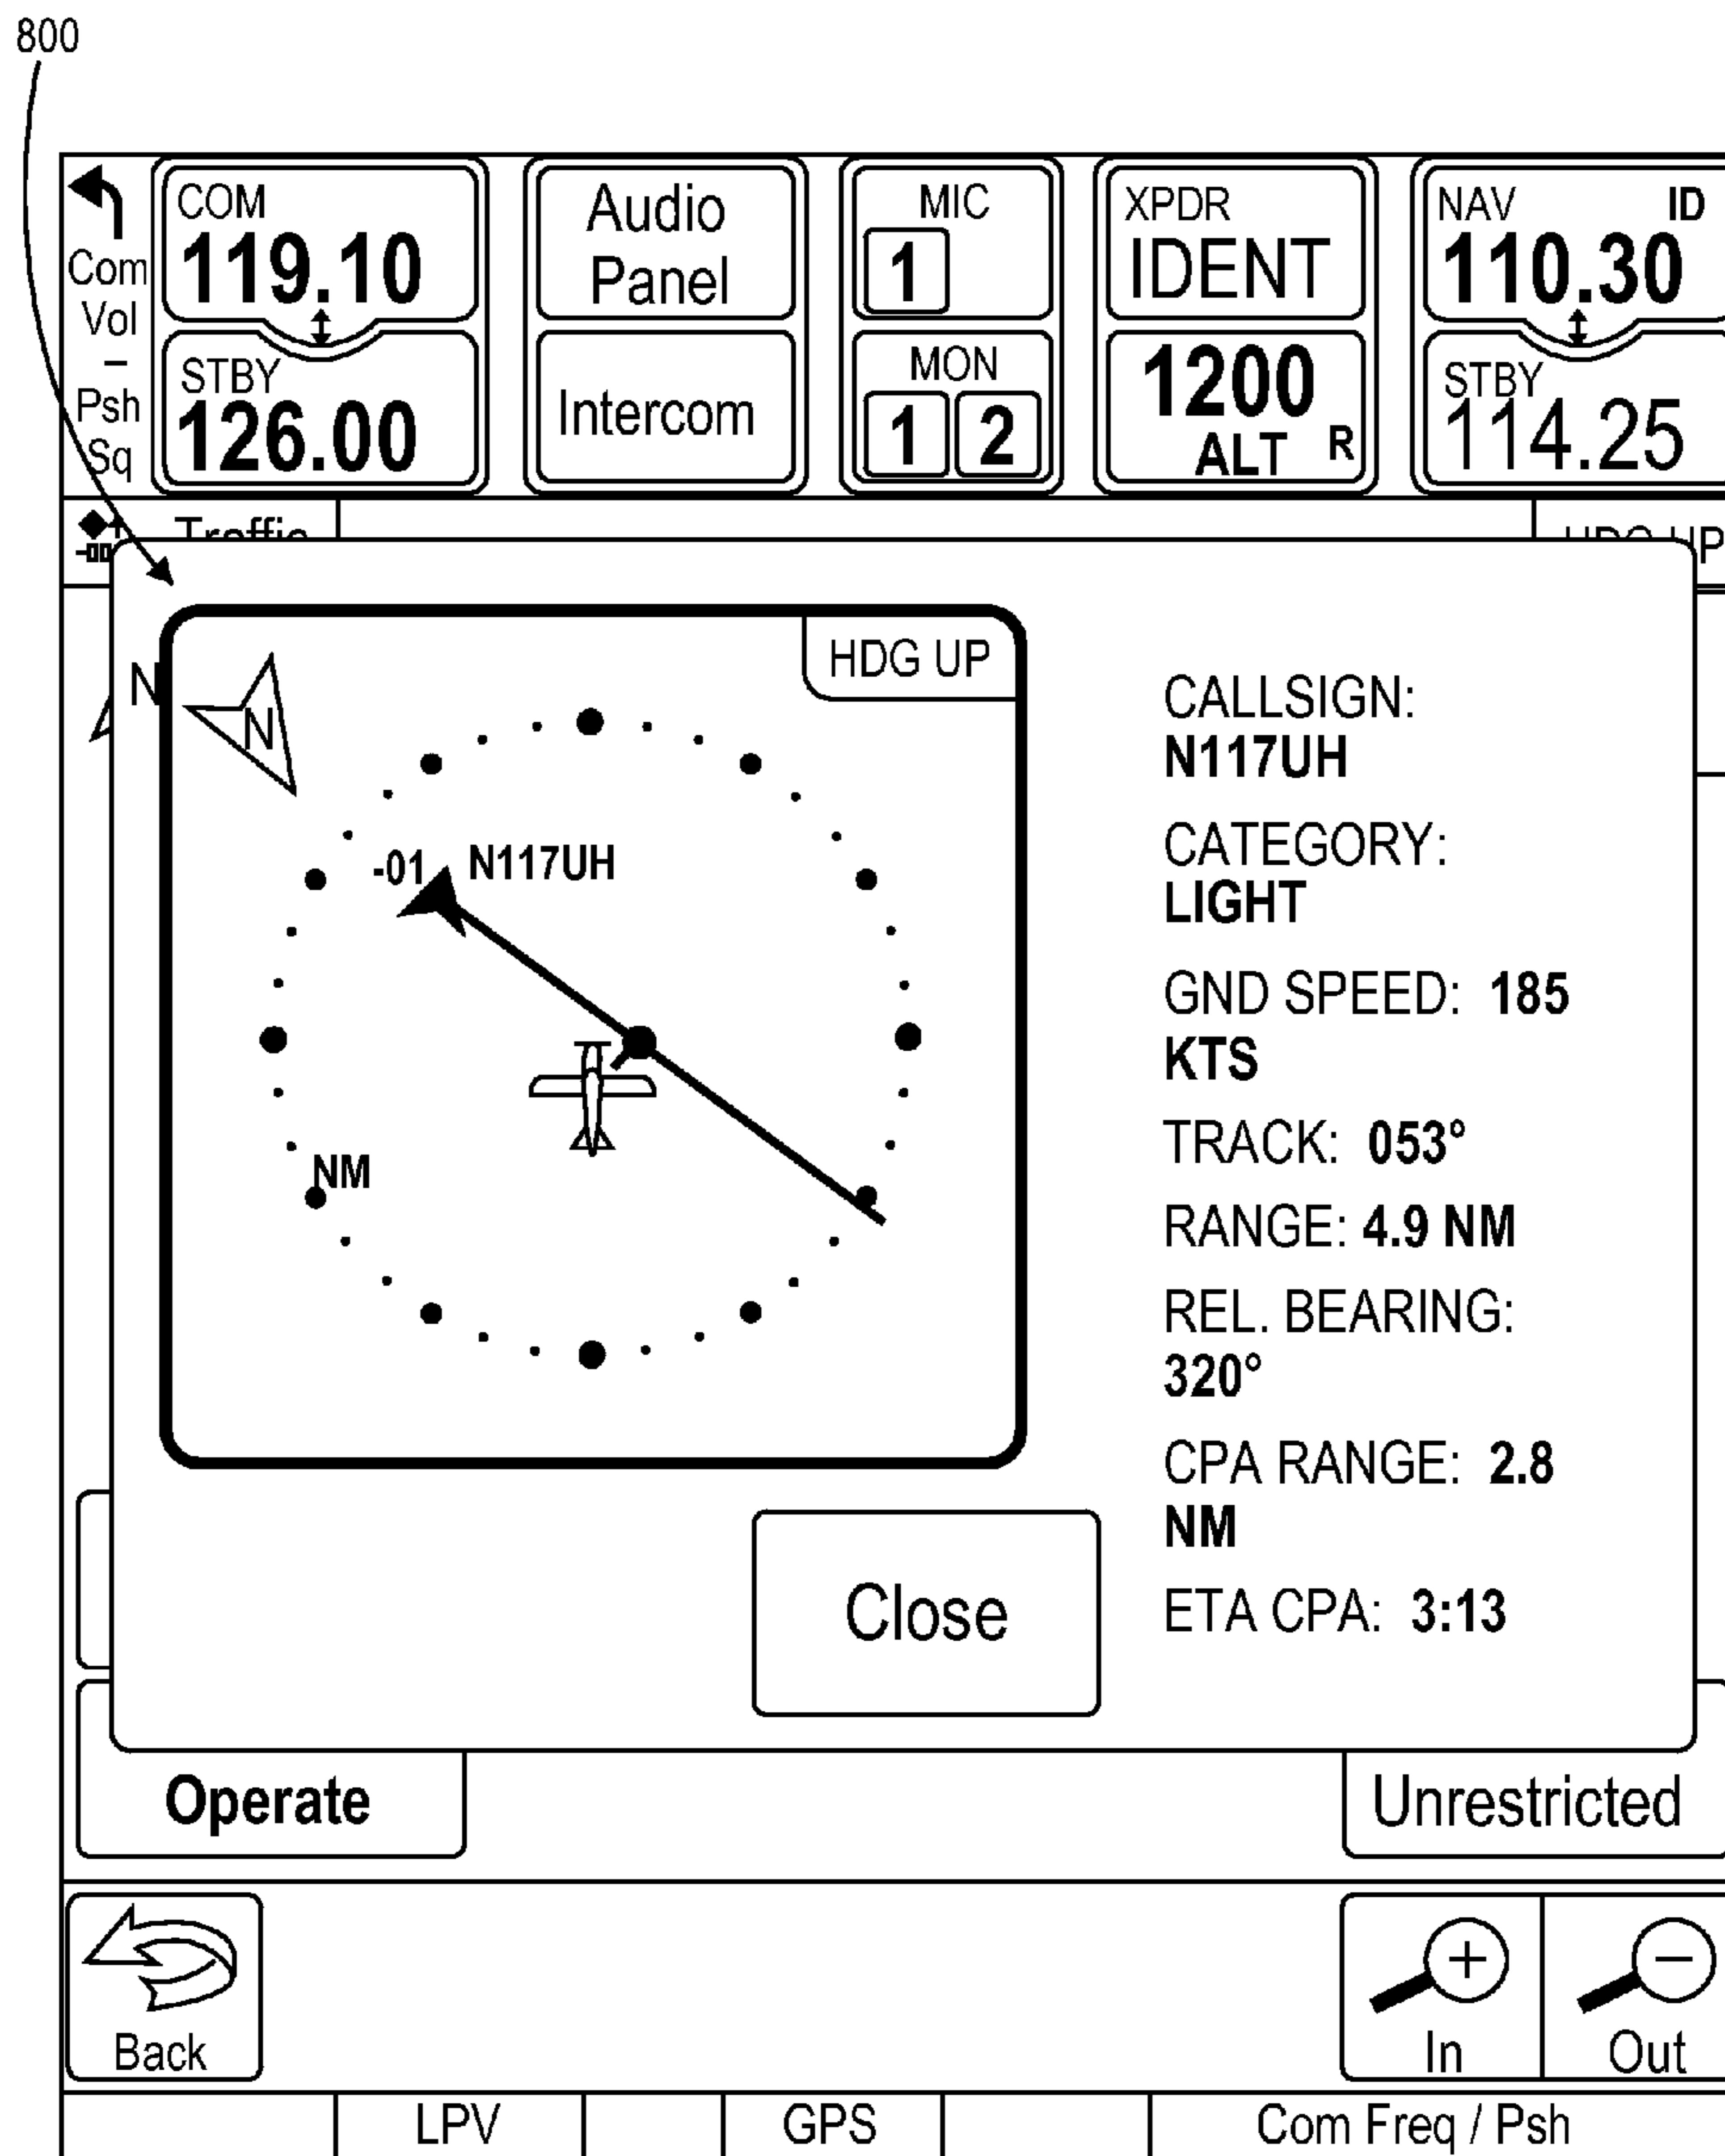 800
Com
Vol
–
Psh
Sq
COM
119.10
STBY
126.00
Audio
Panel
Intercom
MIC
1
MON
1 2
XPDR
IDENT
1200
ALT R
NAV ID
110.30
STBY
114.25
Traffic
HDG UP
N
N
HDG UP
-01 N117UH
NM
CALLSIGN:
N117UH
CATEGORY:
LIGHT
GND SPEED: 185
KTS
TRACK: 053°
RANGE: 4.9 NM
REL. BEARING:
320°
CPA RANGE: 2.8
NM
ETA CPA: 3:13
Close
Operate
Unrestricted
Back
In
Out
LPV
GPS
Com Freq / Psh